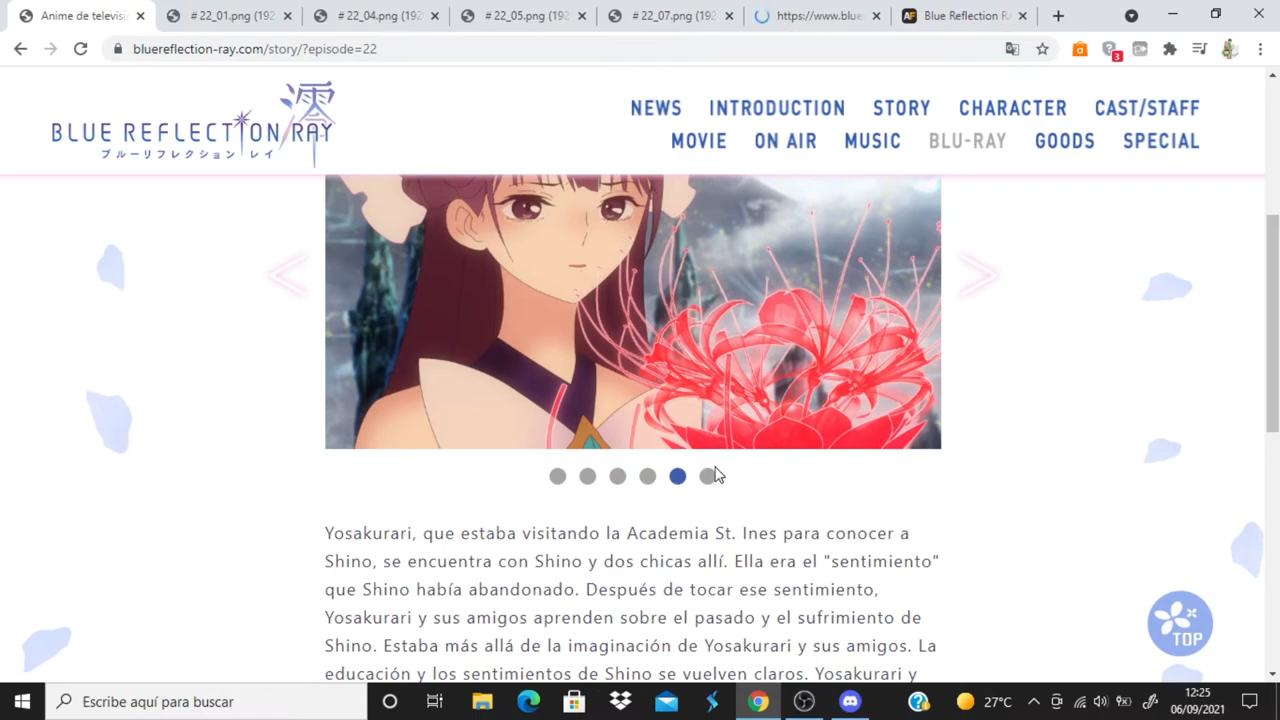 Anime de televisi
# 22_01.png (192
# 22_04.png (192
# 22_05.png (192
# 22_07.png (192
https://www.blue
AF Blue Reflection RA
bluereflection-ray.com/story/?episode=22
3
澪
BLUE REFLECTION RAY
ブルーリフレクション レイ
NEWS INTRODUCTION STORY CHARACTER CAST/STAFF
MOVIE ON AIR MUSIC BLU-RAY GOODS SPECIAL
Yosakurari, que estaba visitando la Academia St. Ines para conocer a
Shino, se encuentra con Shino y dos chicas allí. Ella era el "sentimiento"
que Shino había abandonado. Después de tocar ese sentimiento,
Yosakurari y sus amigos aprenden sobre el pasado y el sufrimiento de
Shino. Estaba más allá de la imaginación de Yosakurari y sus amigos. La
educación y los sentimientos de Shino se vuelven claros. Yosakurari y
TOP
Escribe aquí para buscar
27°C
12:25
06/09/2021